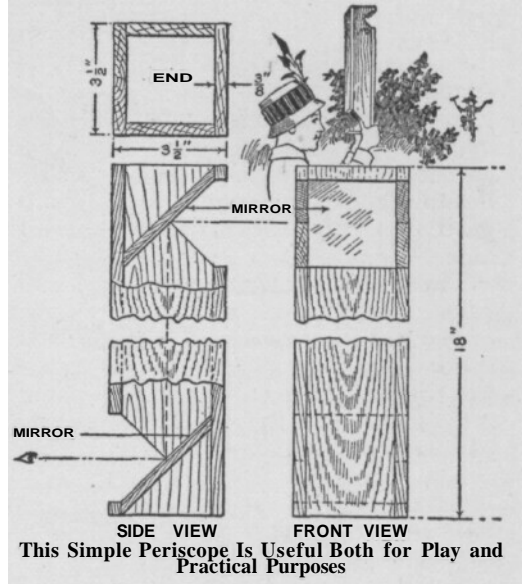 END
3 1/2"
3/8"
3 1/2"
MIRROR
18"
MIRROR
SIDE VIEW FRONT VIEW
This Simple Periscope Is Useful Both for Play and
Practical Purposes